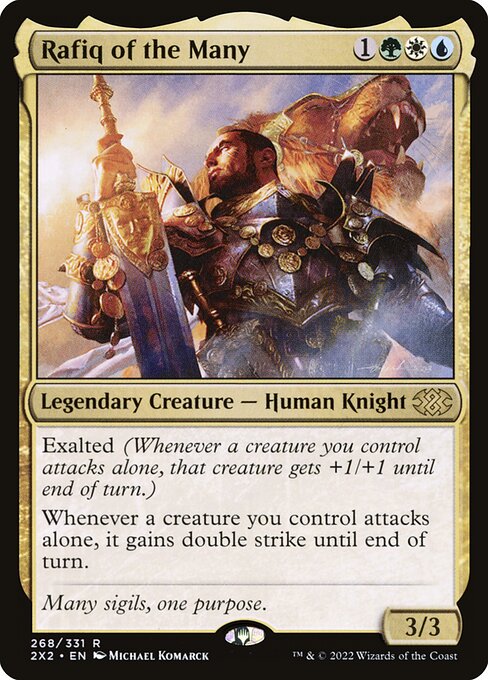 Rafiq of the Many 1
Legendary Creature — Human Knight
Exalted (Whenever a creature you control
attacks alone, that creature gets +1/+1 until
end of turn.)
Whenever a creature you control attacks
alone, it gains double strike until end of
turn.
Many sigils, one purpose.
3/3
268/331 R
2X2 • EN Michael Komarck
™ & © 2022 Wizards of the Coast